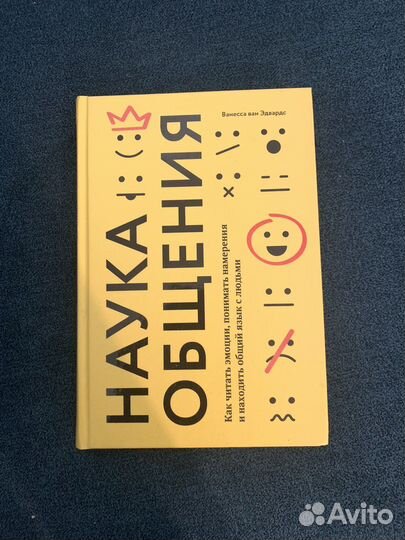 Ванесса ван Эдвардс
НАУКА
ОБЩЕНИЯ
Как читать эмоции, понимать намерения
и находить общий язык с людьми
Avito